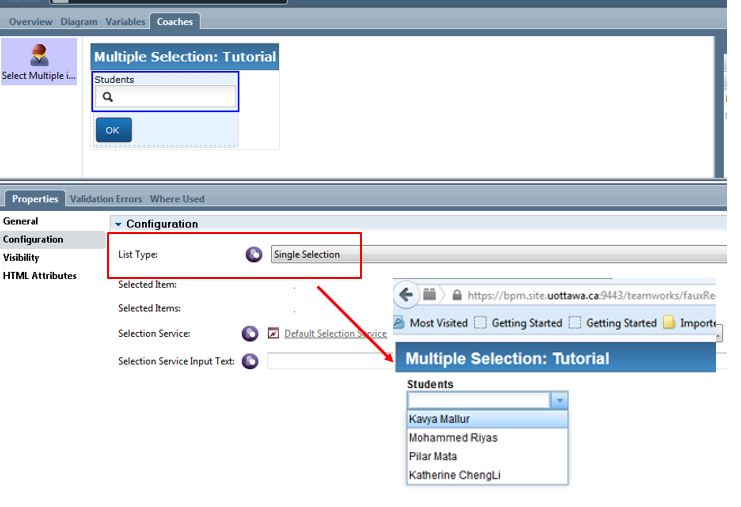 Overview Diagram Variables Coaches
Select Multiple i...
Multiple Selection: Tutorial
Students
OK
Properties Validation Errors Where Used
General
Configuration
Visibility
HTML Attributes
Configuration
List Type:
Single Selection
Selected Item:
Selected Items:
Selection Service:
Default Selection Service
Selection Service Input Text:
https://bpm.site.uottawa.ca:9443/teamworks/fauxRe
Most Visited Getting Started Getting Started Importe
Multiple Selection: Tutorial
Students
Kavya Mallur
Mohammed Riyas
Pilar Mata
Katherine ChengLi